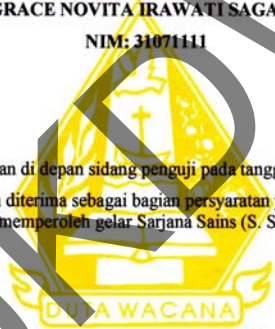 GRACE NOVITA IRAWATI SAGA
NIM: 31071111
an di depan sidang penguji pada tangg
diterima sebagai bagian persyaratan
memperoleh gelar Sarjana Sains (S. S
DUTA WACANA